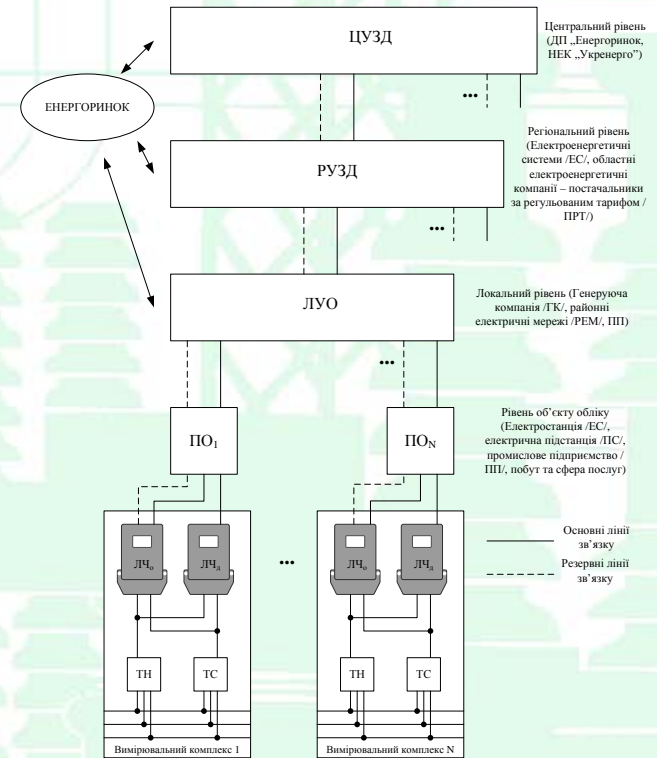 ЦУЗД
Центральний рівень
(ДП „Енергоринок,
НЕК „Укренерго”)
ЕНЕРГОРИНОК
...
РУЗД
Регіональний рівень
(Електроенергетичні
системи /ЕС/, обласні
електроенергетичні
компанії – постачальники
за регульованим тарифом /
ПРТ/)
...
ЛУО
Локальний рівень (Генеруюча
компанія /ГК/, районні
електричні мережі /РЕМ/, ПП)
...
ПО1
ПОN
Рівень об’єкту обліку
(Електростанція /ЕС/,
електрична підстанція /ПС/,
промислове підприємство /
ПП/, побут та сфера послуг)
ЛЧо
ЛЧд
...
ЛЧо
ЛЧд
Основні лінії
зв’язку
Резервні лінії
зв’язку
ТН
ТС
ТН
ТС
Вимірювальний комплекс 1
Вимірювальний комплекс N